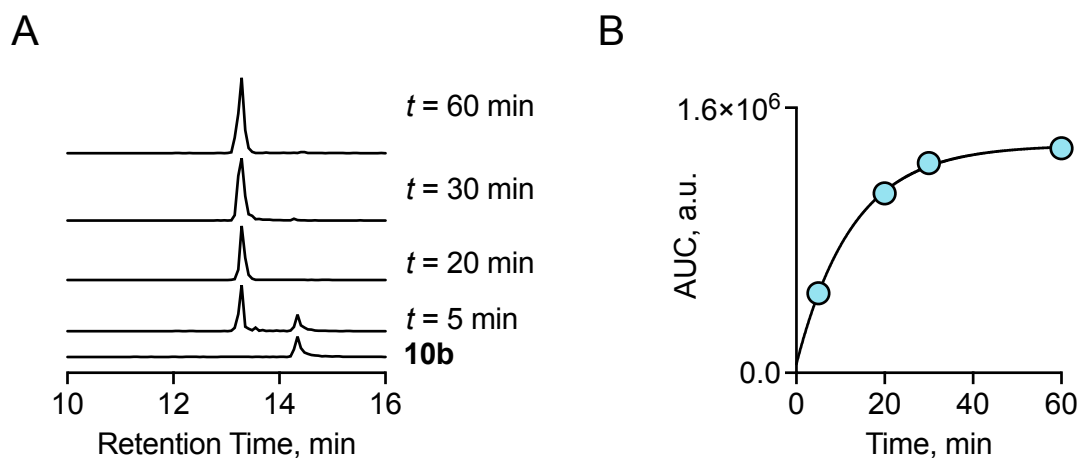 A
t = 60 min
t = 30 min
t = 20 min
t = 5 min
10b
10 12 14 16
Retention Time, min
B
1.6×10⁶
AUC, a.u.
0.0
0 20 40 60
Time, min